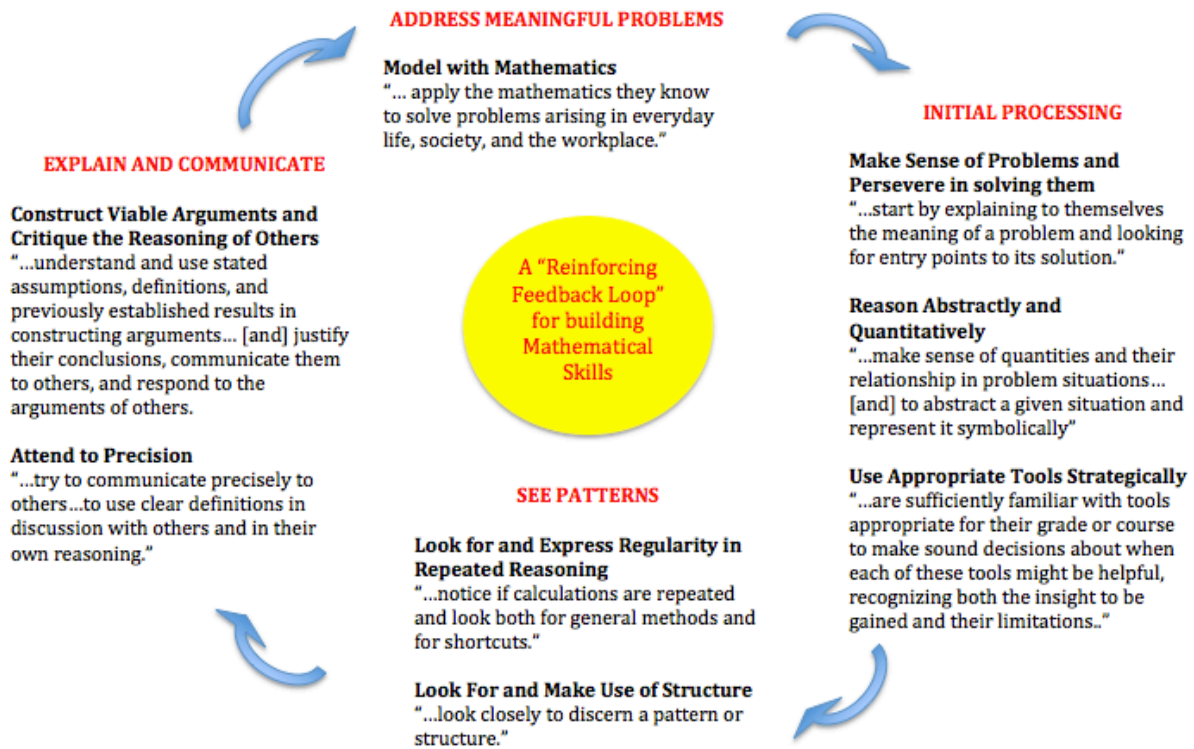 ADDRESS MEANINGFUL PROBLEMS
Model with Mathematics
“… apply the mathematics they know
to solve problems arising in everyday
life, society, and the workplace.”
INITIAL PROCESSING
Make Sense of Problems and
Persevere in solving them
“…start by explaining to themselves
the meaning of a problem and looking
for entry points to its solution.”
Reason Abstractly and
Quantitatively
“…make sense of quantities and their
relationship in problem situations…
[and] to abstract a given situation and
represent it symbolically”
Use Appropriate Tools Strategically
“…are sufficiently familiar with tools
appropriate for their grade or course
to make sound decisions about when
each of these tools might be helpful,
recognizing both the insight to be
gained and their limitations..”
SEE PATTERNS
Look for and Express Regularity in
Repeated Reasoning
“…notice if calculations are repeated
and look both for general methods and
for shortcuts.”
Look For and Make Use of Structure
“…look closely to discern a pattern or
structure.”
EXPLAIN AND COMMUNICATE
Construct Viable Arguments and
Critique the Reasoning of Others
“…understand and use stated
assumptions, definitions, and
previously established results in
constructing arguments… [and] justify
their conclusions, communicate them
to others, and respond to the
arguments of others.
Attend to Precision
“…try to communicate precisely to
others…to use clear definitions in
discussion with others and in their
own reasoning.”
A “Reinforcing
Feedback Loop”
for building
Mathematical
Skills